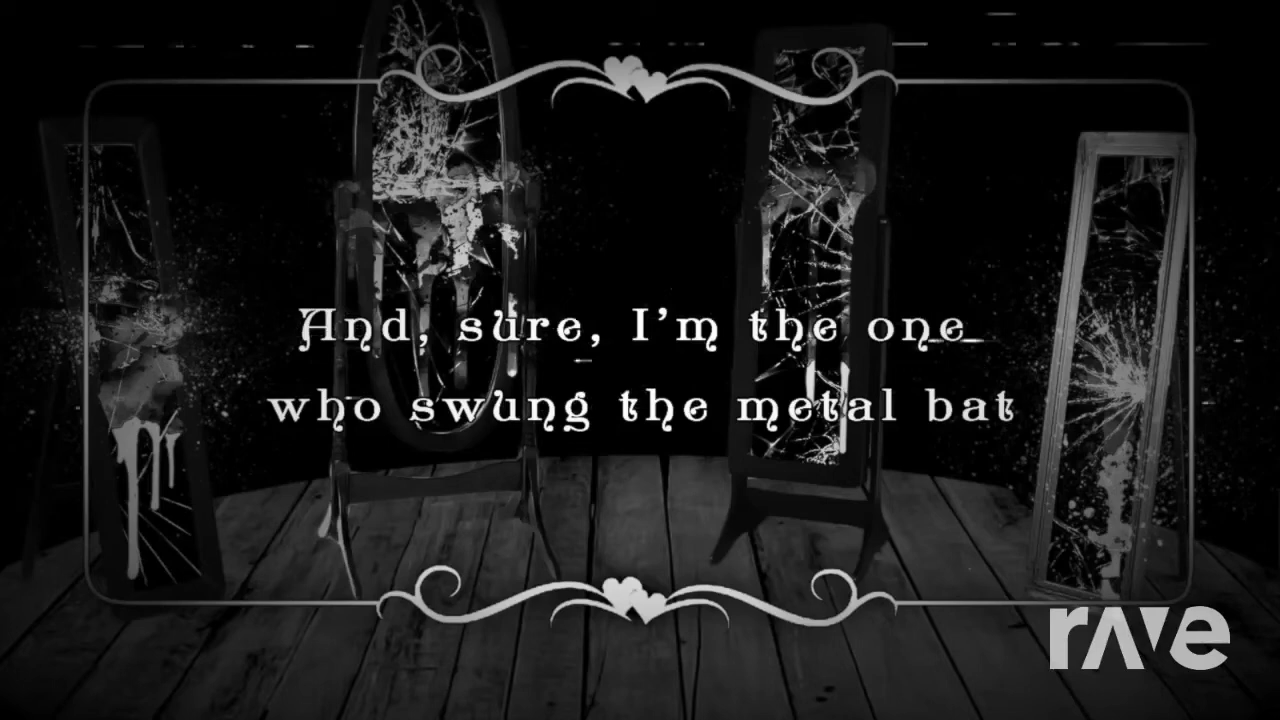 And, sure, I'm the one
who swung the metal bat
rave